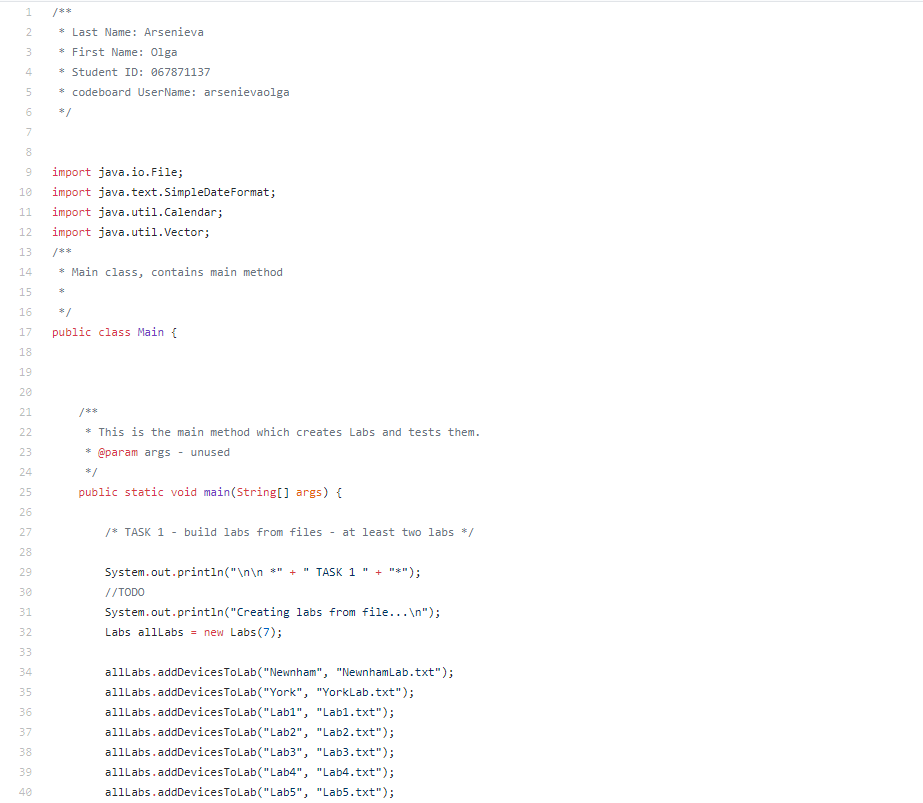 1 /**
2  * Last Name: Arsenieva
3  * First Name: Olga
4  * Student ID: 067871137
5  * codeboard UserName: arsenievaolga
6  */
7
8
9 import java.io.File;
10 import java.text.SimpleDateFormat;
11 import java.util.Calendar;
12 import java.util.Vector;
13 /**
14  * Main class, contains main method
15  *
16  */
17 public class Main {
18
19
20
21     /**
22      * This is the main method which creates Labs and tests them.
23      * @param args - unused
24      */
25     public static void main(String[] args) {
26
27         /* TASK 1 - build labs from files - at least two labs */
28
29         System.out.println("\n\n *" + " TASK 1 " + "*");
30         //TODO
31         System.out.println("Creating labs from file...\n");
32         Labs allLabs = new Labs(7);
33
34         allLabs.addDevicesToLab("Newnham", "NewnhamLab.txt");
35         allLabs.addDevicesToLab("York", "YorkLab.txt");
36         allLabs.addDevicesToLab("Lab1", "Lab1.txt");
37         allLabs.addDevicesToLab("Lab2", "Lab2.txt");
38         allLabs.addDevicesToLab("Lab3", "Lab3.txt");
39         allLabs.addDevicesToLab("Lab4", "Lab4.txt");
40         allLabs.addDevicesToLab("Lab5", "Lab5.txt");